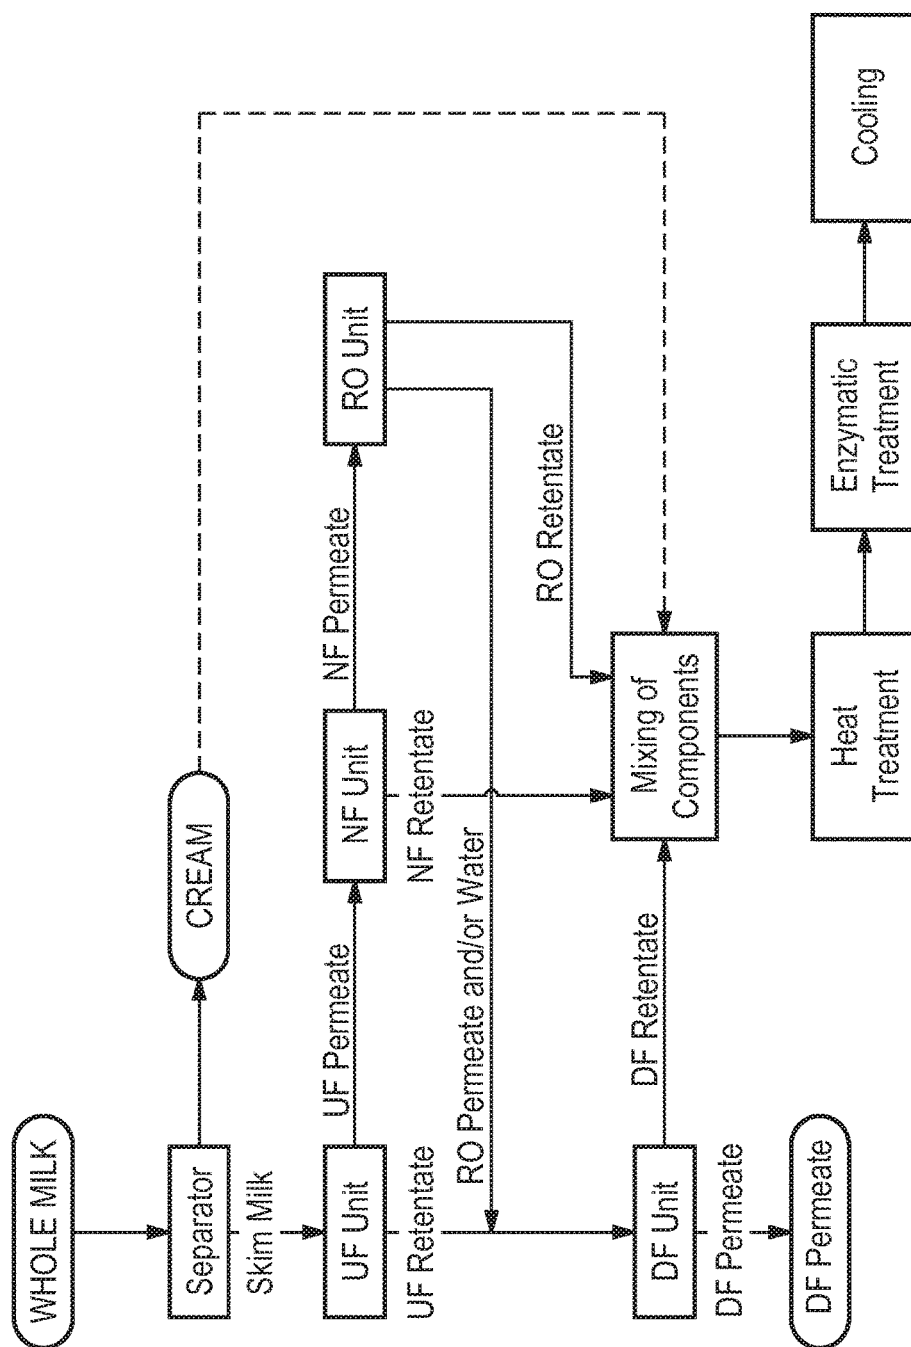 WHOLE MILK
Separator
CREAM
Skim Milk
UF Unit
UF Permeate
NF Unit
NF Permeate
RO Unit
UF Retentate
NF Retentate
RO Permeate and/or Water
RO Retentate
DF Unit
DF Retentate
Mixing of
Components
DF Permeate
DF Permeate
Heat
Treatment
Enzymatic
Treatment
Cooling